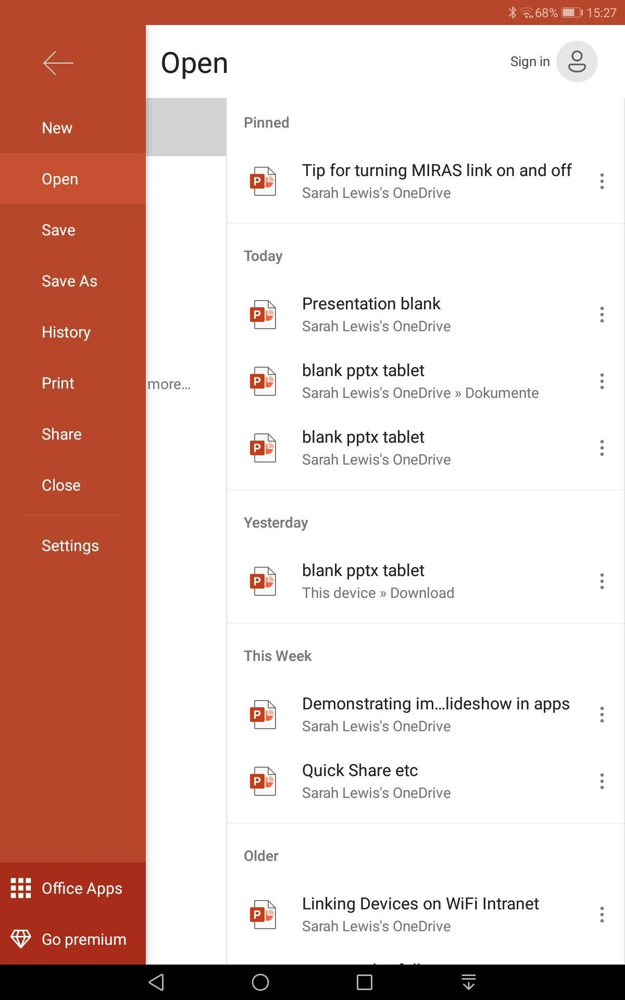 68% 15:27
Open
Sign in
New
Open
Save
Save As
History
Print
Share
Close
Settings
Office Apps
Go premium
more...
Pinned
Tip for turning MIRAS link on and off
Sarah Lewis's OneDrive
Today
Presentation blank
Sarah Lewis's OneDrive
blank pptx tablet
Sarah Lewis's OneDrive » Dokumente
blank pptx tablet
Sarah Lewis's OneDrive
Yesterday
blank pptx tablet
This device » Download
This Week
Demonstrating im...lideshow in apps
Sarah Lewis's OneDrive
Quick Share etc
Sarah Lewis's OneDrive
Older
Linking Devices on WiFi Intranet
Sarah Lewis's OneDrive